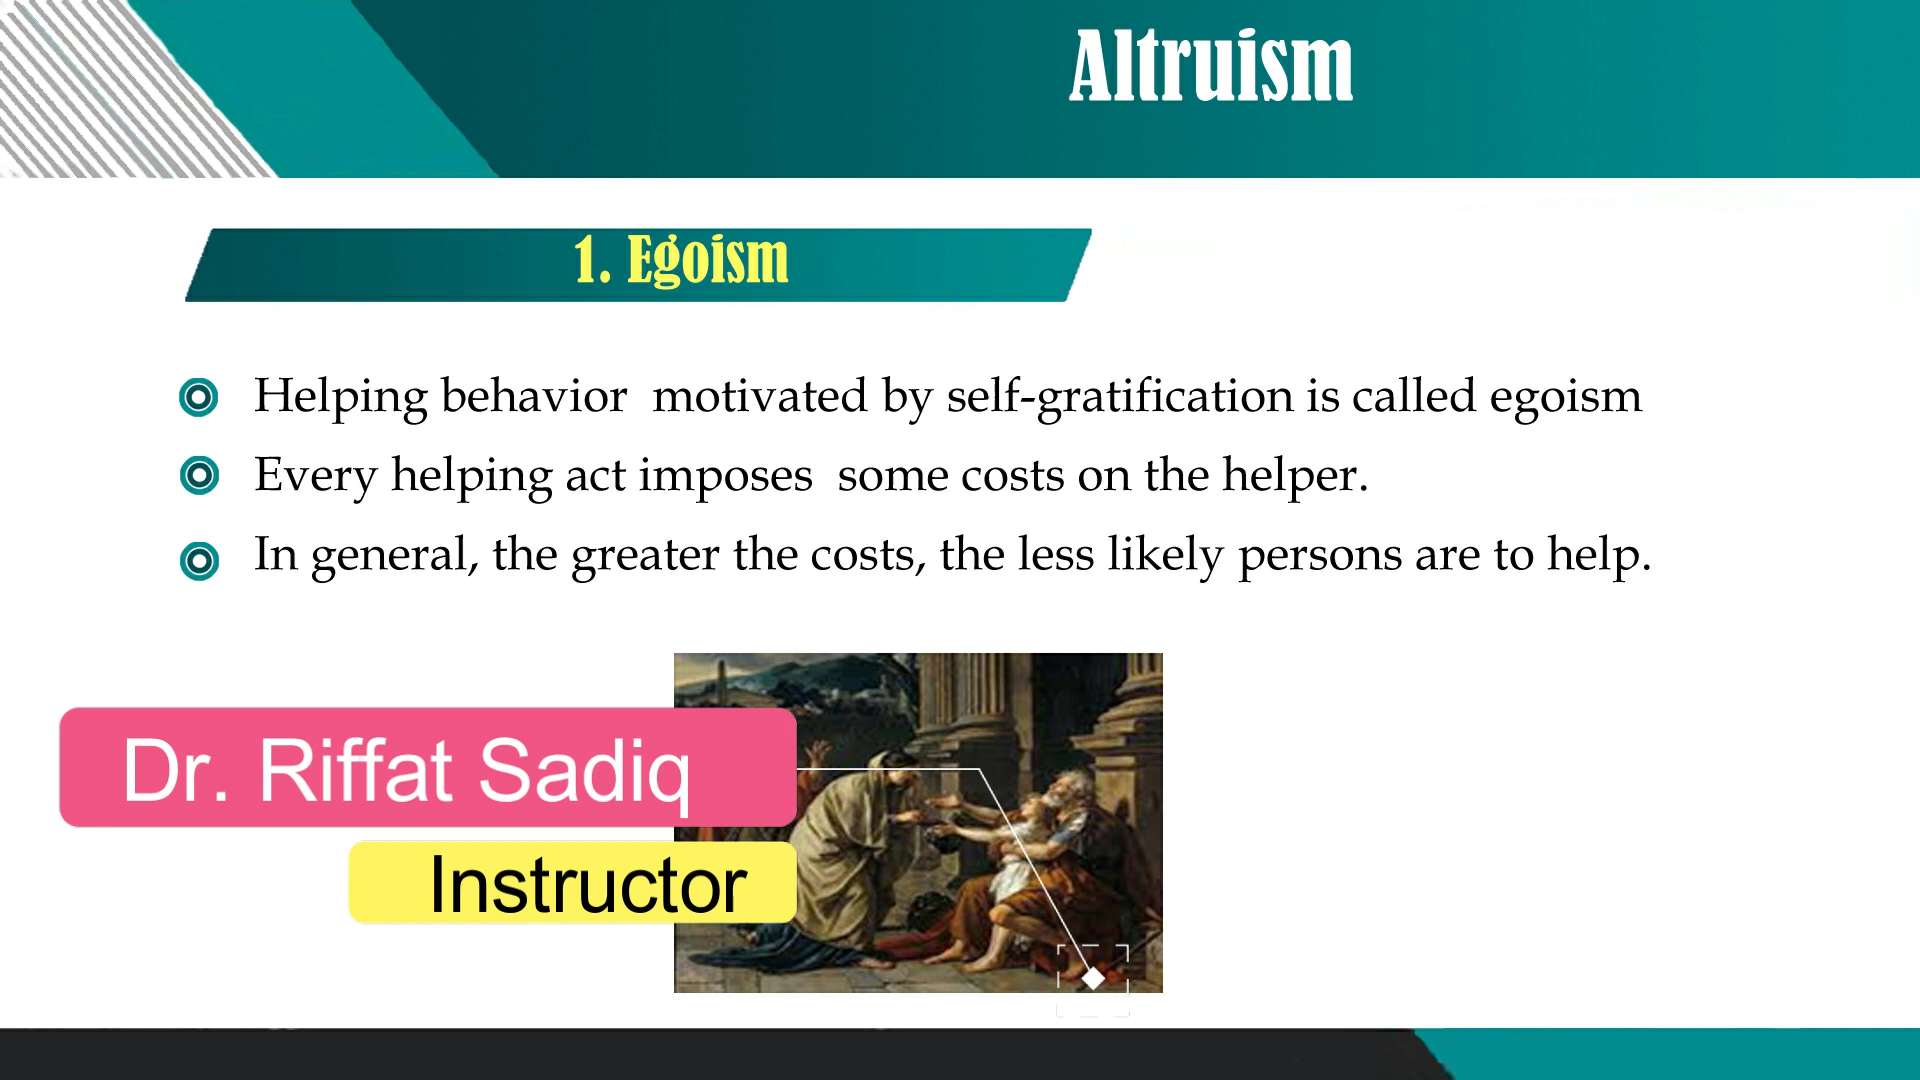 Altruism
1. Egoism
Helping behavior motivated by self-gratification is called egoism
Every helping act imposes some costs on the helper.
In general, the greater the costs, the less likely persons are to help.
Dr. Riffat Sadiq
Instructor